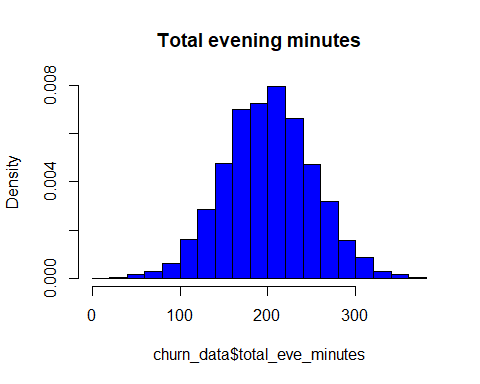 Total evening minutes
Density
0.008
0.004
0.000
0 100 200 300
churn_data$total_eve_minutes